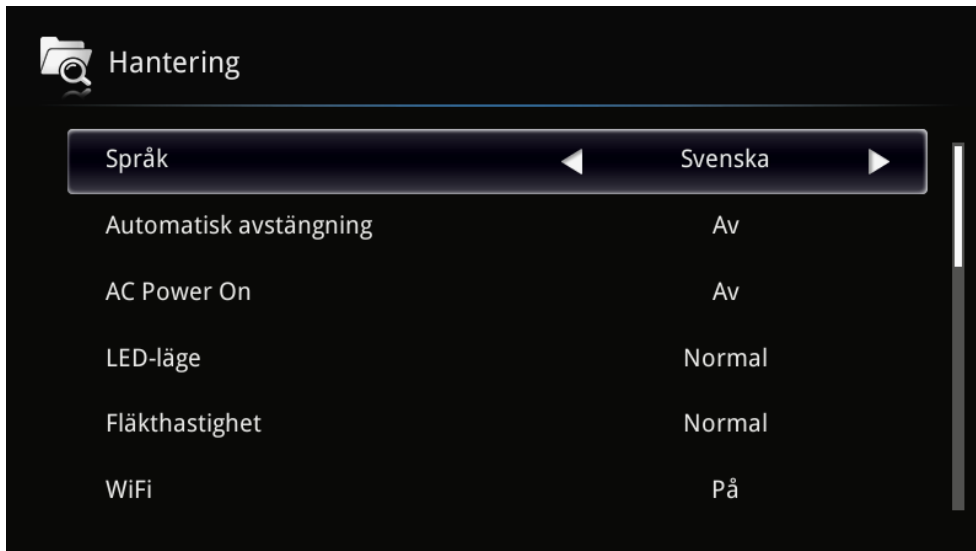 Hantering
Språk Svenska
Automatisk avstängning Av
AC Power On Av
LED-läge Normal
Fläkthastighet Normal
WiFi På